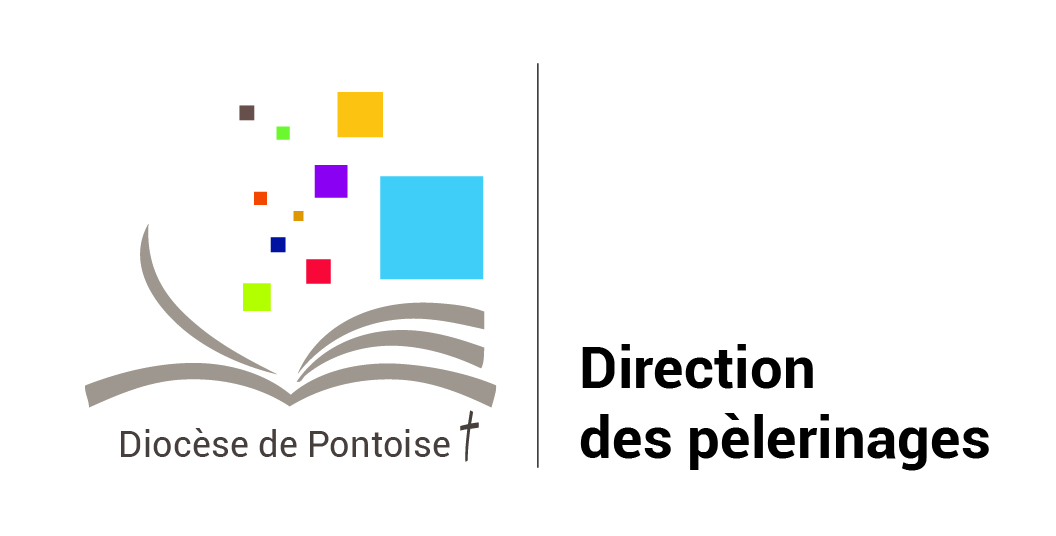 Diocèse de Pontoise
Direction
des pèlerinages